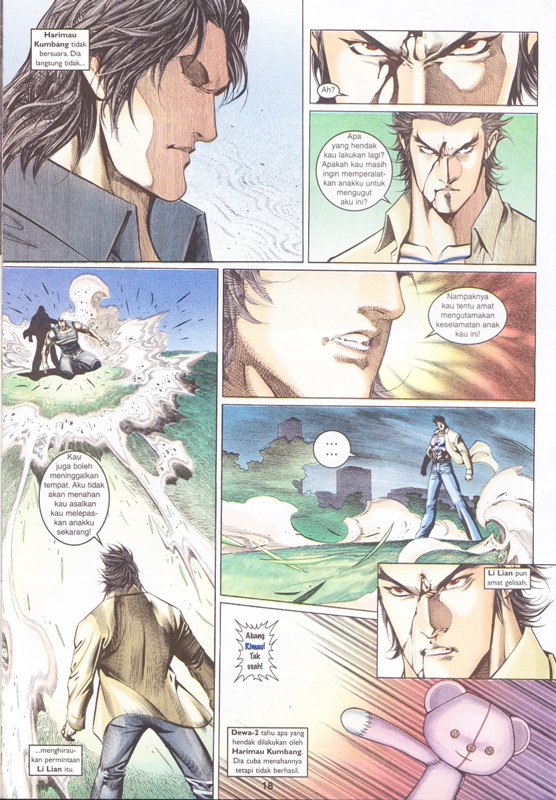 Harimau
Kumbang tidak
bersuara. Dia
langsung tidak...
Ah?
Apa
yang hendak
kau lakukan lagi?
Apakah kau masih
ingin memperalat-
kan anakku untuk
mengugut
aku ini?
Nampaknya
kau tentu amat
mengutamakan
keselamatan anak
kau ini!
Kau
juga boleh
meninggalkan
tempat. Aku tidak
akan menahan
kau asalkan
kau melepas-
kan anakku
sekarang!
...menghirau-
kan permintaan
Li Lian itu.
...
...
Li Lian pun
amat gelisah.
Abang
Rimau!
Tak
usah!
Dewa-2 tahu apa yang
hendak dilakukan oleh
Harimau Kumbang.
Dia cuba menahannya
tetapi tidak berhasil.
18